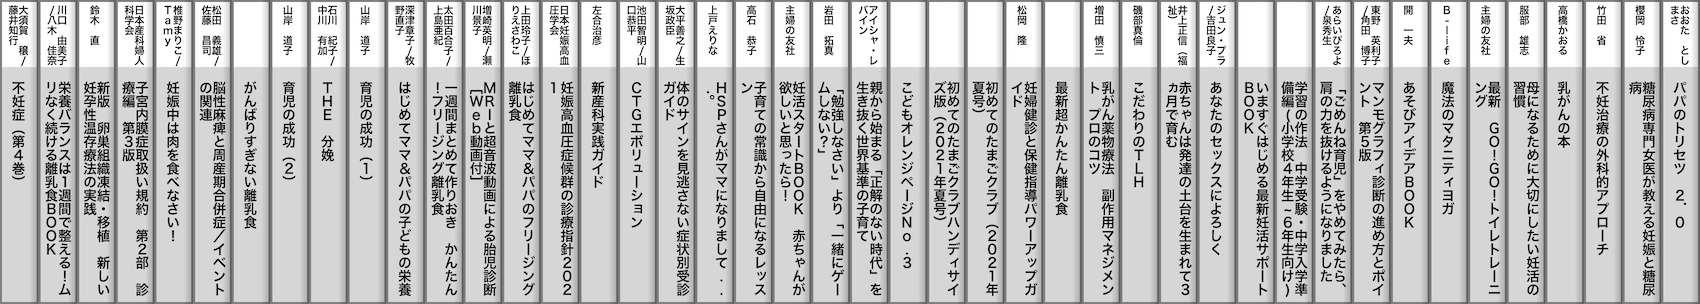 おおた　とし
まさ
パパのトリセツ　２．０
櫻岡　怜子
糖尿病専門女医が教える妊娠と糖尿
病
竹田　省
不妊治療の外科的アプローチ
高橋かおる
乳がんの本
服部　雄志
母になるために大切にしたい妊活の
習慣
主婦の友社
最新　ＧＯ！ＧＯ！トイレトレーニ
ング
Ｂ‐ｌｉｆｅ
魔法のマタニティヨガ
開　一夫
あそびアイデアＢＯＯＫ
東野　英利子
／角田　博子
マンモグラフィ診断の進め方とポイ
ント　第５版
あらいぴろよ
／泉秀生
「ごめんね育児」をやめてみたら、
肩の力を抜けるようになりました
学習の作法　中学受験・中学入学準
備編（小学校４年生～６年生向け）
いますぐはじめる最新妊活サポート
ＢＯＯＫ
ジュン・プラ
／吉田良子
あなたのセックスによろしく
井上正信（福
祉）
赤ちゃんは発達の土台を生まれて３
ヵ月で育む
磯部真倫
こだわりのＴＬＨ
増田　慎三
乳がん薬物療法　副作用マネジメン
ト　プロのコツ
最新超かんたん離乳食
松岡　隆
妊婦健診と保健指導パワーアップガ
イド
初めてのたまごクラブ（２０２１年
夏号）
初めてのたまごクラブハンディサイ
ズ版（２０２１年夏号）
こどもオレンジページＮｏ．３
アイシャ・レ
バイン
親から始まる「正解のない時代」を
生き抜く世界基準の子育て
岩田　拓真
「勉強しなさい」より「一緒にゲー
ムしない？」
主婦の友社
妊活スタートＢＯＯＫ　赤ちゃんが
欲しいと思ったら！
高石　恭子
子育ての常識から自由になるレッス
ン
上戸えりな
ＨＳＰさんがママになりまして．．
．。
大平善之／生
坂政臣
体のサインを見逃さない症状別受診
ガイド
池田智明／山
口恭平
ＣＴＧエボリューション
左合治彦
新産科実践ガイド
日本妊娠高血
圧学会
妊娠高血圧症候群の診療指針２０２
１
上田玲子／ほ
りえさわこ
はじめてママ＆パパのフリージング
離乳食
増﨑英明／瀬
川景子
ＭＲＩと超音波動画による胎児診断
［Ｗｅｂ動画付］
太田百合子／
上島亜紀
一週間まとめて作りおき　かんたん
！フリージング離乳食
深津章子／牧
野直子
はじめてママ＆パパの子どもの栄養
山岸　道子
育児の成功（１）
石川　紀子／
中川　有加
ＴＨＥ　分娩
山岸　道子
育児の成功（２）
がんばりすぎない離乳食
松田　義雄／
佐藤　昌司
脳性麻痺と周産期合併症／イベント
の関連
椎野まりこ／
Ｔａｍｙ
妊娠中は肉を食べなさい！
日本産科婦人
科学会
子宮内膜症取扱い規約　第２部　診
療編　第３版
鈴木　直
新版　卵巣組織凍結・移植　新しい
妊孕性温存療法の実践
川口　由美子
／八木　佳奈
栄養バランスは１週間で整える！ム
リなく続ける離乳食ＢＯＯＫ
大須賀　穣／
藤井知行
不妊症（第４巻）